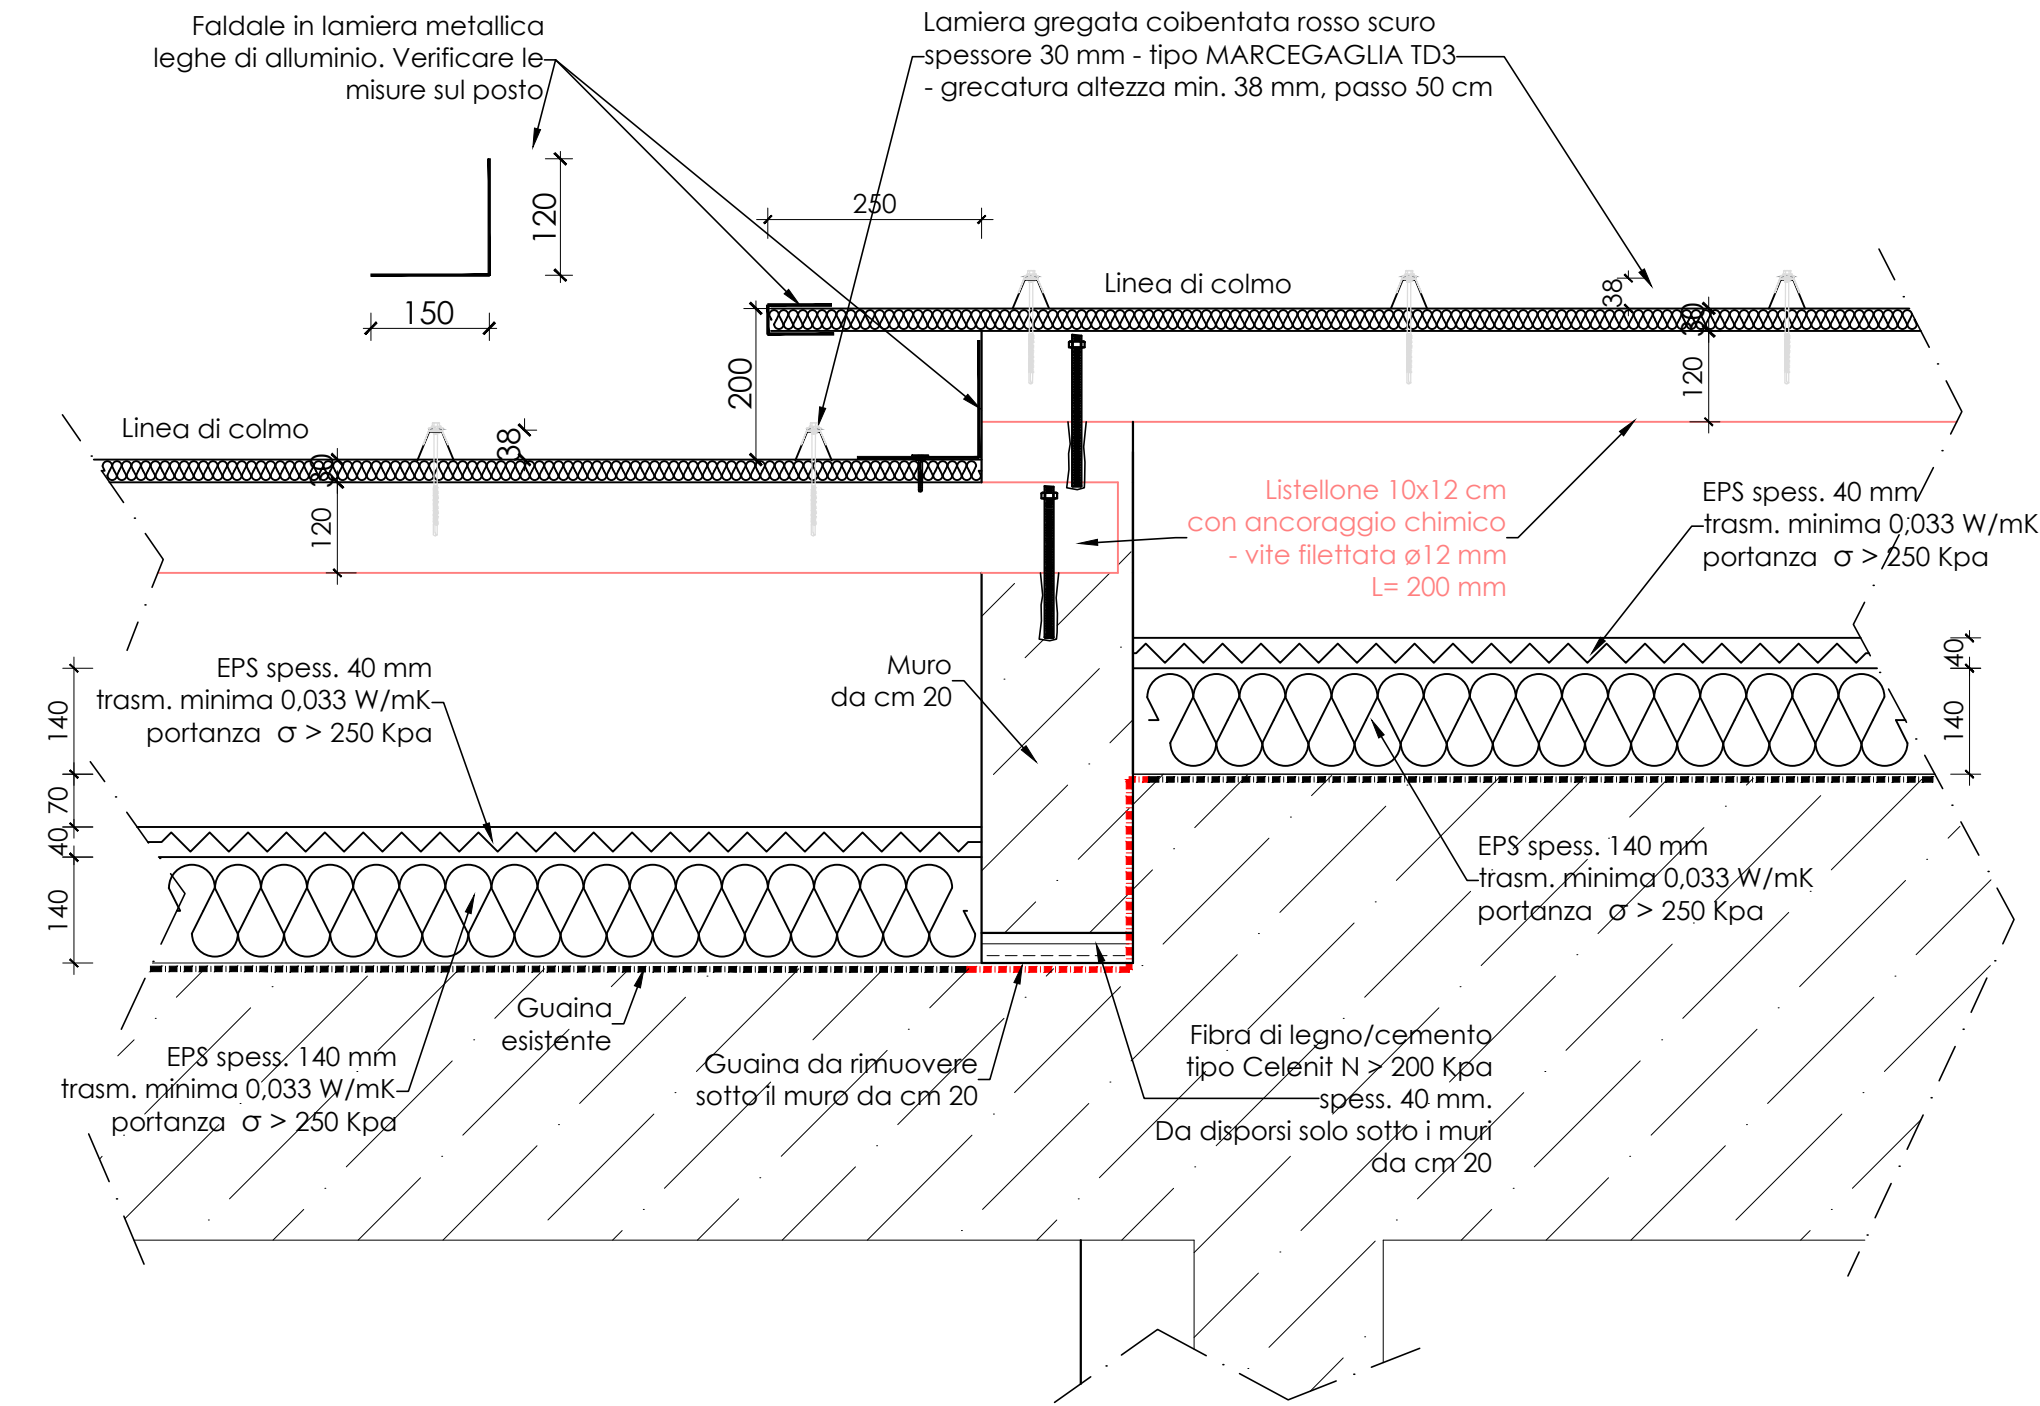 Faldale in lamiera metallica
leghe di alluminio. Verificare le
misure sul posto
Lamiera gregata coibentata rosso scuro
spessore 30 mm - tipo MARCEGAGLIA TD3
- grecatura altezza min. 38 mm, passo 50 cm
120
150
250
Linea di colmo
38
30
120
200
Linea di colmo
38
30
120
Listellone 10x12 cm
con ancoraggio chimico
- vite filettata ø12 mm
L= 200 mm
EPS spess. 40 mm
trasm. minima 0,033 W/mK
portanza σ > 250 Kpa
EPS spess. 40 mm
trasm. minima 0,033 W/mK
portanza σ > 250 Kpa
Muro
da cm 20
40
140
140
70
40
140
EPS spess. 140 mm
trasm. minima 0,033 W/mK
portanza σ > 250 Kpa
Guaina
esistente
EPS spess. 140 mm
trasm. minima 0,033 W/mK
portanza σ > 250 Kpa
Guaina da rimuovere
sotto il muro da cm 20
Fibra di legno/cemento
tipo Celenit N > 200 Kpa
spess. 40 mm.
Da disporsi solo sotto i muri
da cm 20